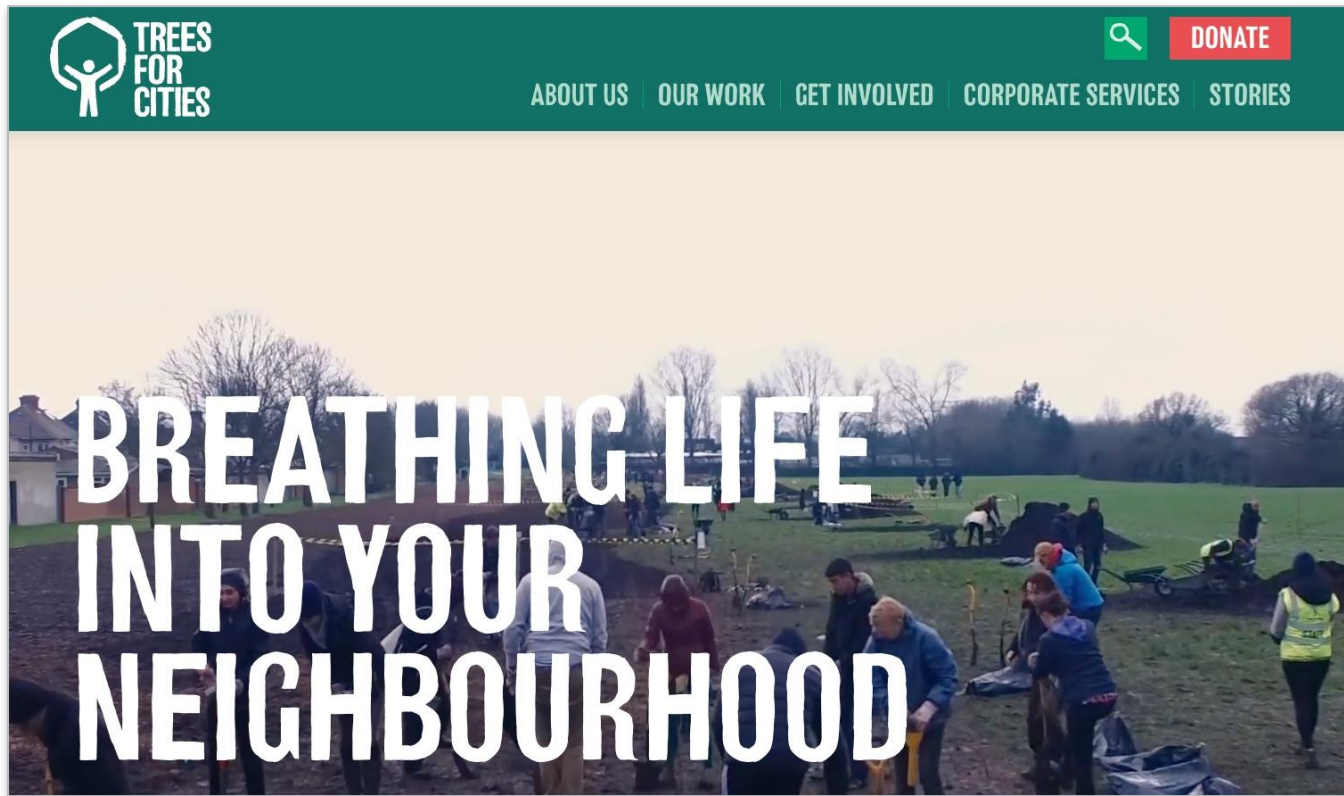 TREES
FOR
CITIES
DONATE
ABOUT US
OUR WORK
GET INVOLVED
CORPORATE SERVICES
STORIES
BREATHING LIFE
INTO YOUR
NEIGHBOURHOOD